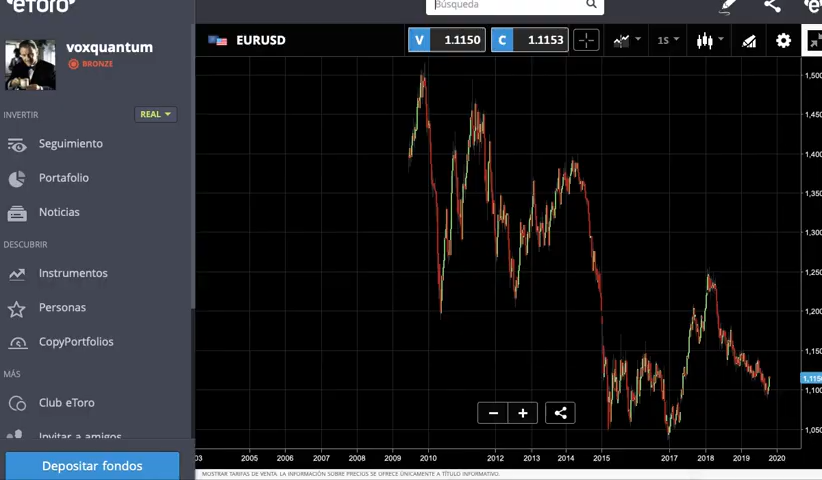 eToro
Búsqueda
voxquantum
BRONZE
EURUSD
V 1.1150
C 1.1153
1S
INVERTIR
REAL
Seguimiento
Portafolio
Noticias
DESCUBRIR
Instrumentos
Personas
CopyPortfolios
MÁS
Club eToro
Invitar a amigos
Depositar fondos
1,500
1,450
1,400
1,350
1,300
1,250
1,200
1,150
1,1150
1,100
1,050
03 2005 2006 2007 2008 2009 2010 2012 2013 2014 2015 2017 2018 2019 2020
MOSTRAR TARIFAS DE VENTA. LA INFORMACIÓN SOBRE PRECIOS SE OFRECE ÚNICAMENTE A TÍTULO INFORMATIVO.